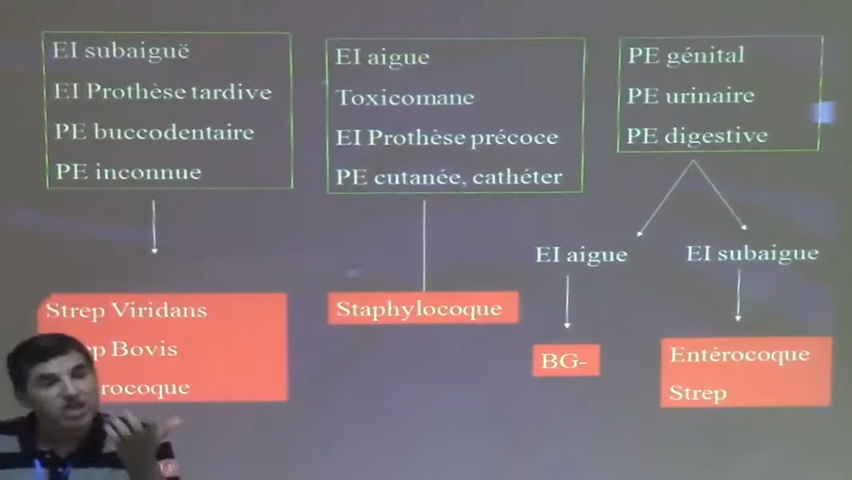 EI subaiguë
EI Prothèse tardive
PE buccodentaire
PE inconnue
EI aigue
Toxicomane
EI Prothèse précoce
PE cutanée, cathéter
PE génital
PE urinaire
PE digestive
EI aigue
EI subaigue
Strep Viridans
Bovis
Staphylocoque
BG-
Entérocoque
Strep